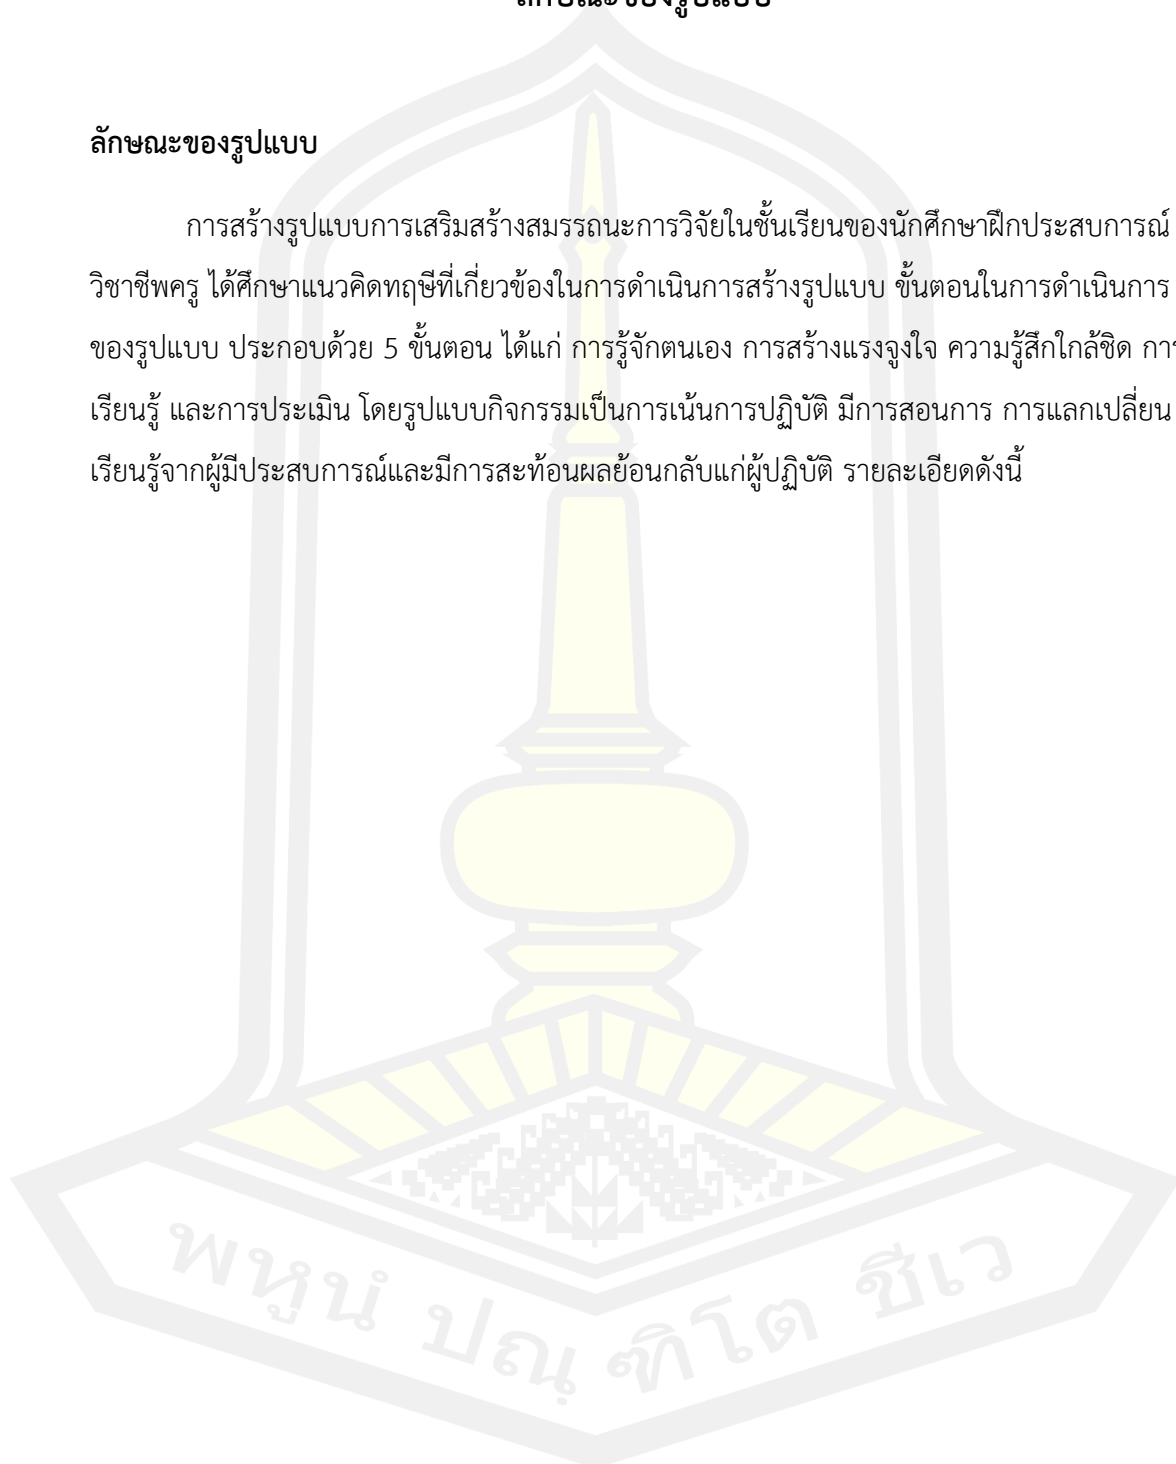 ลักษณะของรูปแบบ
ลักษณะของรูปแบบ
การสร้างรูปแบบการเสริมสร้างสมรรถนะการวิจัยในชั้นเรียนของนักศึกษาฝึกประสบการณ์
วิชาชีพครู ได้ศึกษาแนวคิดทฤษีที่เกี่ยวข้องในการดำเนินการสร้างรูปแบบ ขั้นตอนในการดำเนินการ
ของรูปแบบ ประกอบด้วย 5 ขั้นตอน ได้แก่ การรู้จักตนเอง การสร้างแรงจูงใจ ความรู้สึกใกล้ชิด การ
เรียนรู้ และการประเมิน โดยรูปแบบกิจกรรมเป็นการเน้นการปฏิบัติ มีการสอนการ การแลกเปลี่ยน
เรียนรู้จากผู้มีประสบการณ์และมีการสะท้อนผลย้อนกลับแก่ผู้ปฏิบัติ รายละเอียดดังนี้
พหูนํ ปณฺฑิโต ชีเว